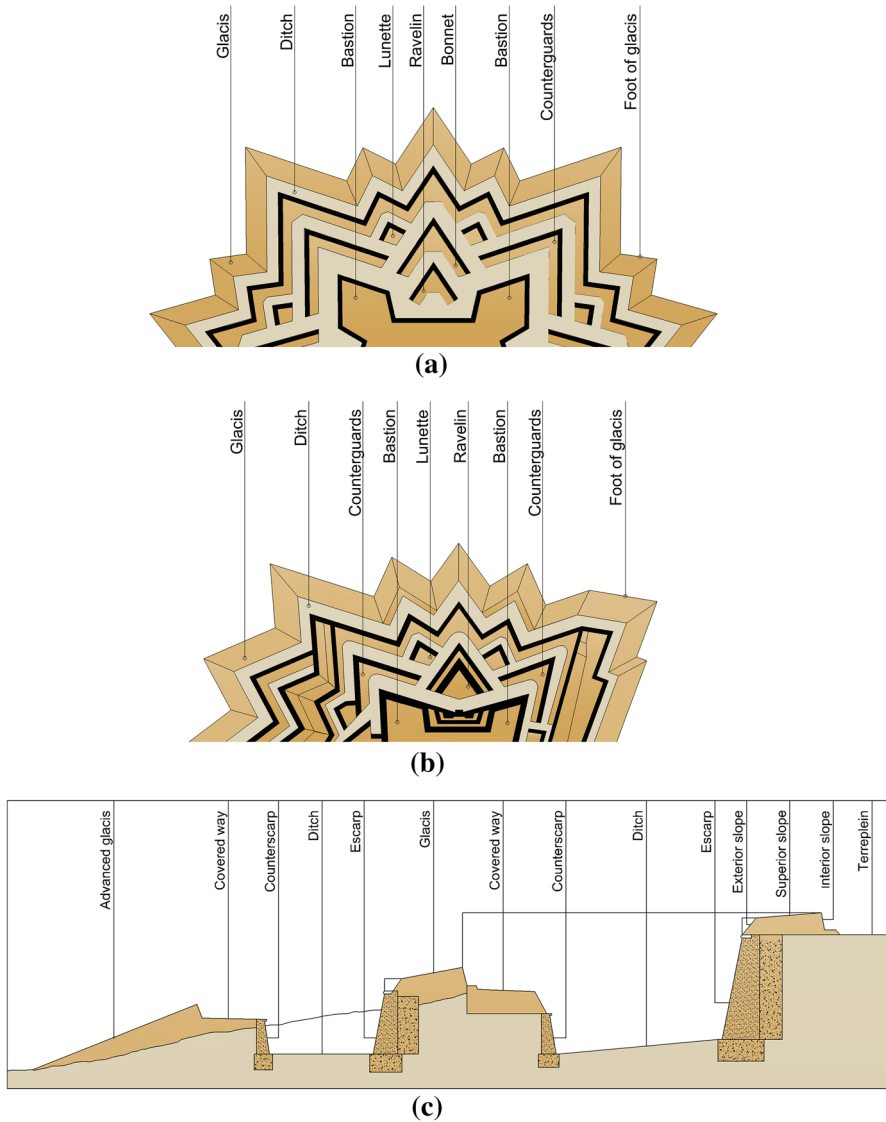 Glacis
Ditch
Bastion
Lunette
Ravelin
Bonnet
Bastion
Counterguards
Foot of glacis
(a)
Glacis
Ditch
Counterguards
Bastion
Lunette
Ravelin
Bastion
Counterguards
Foot of glacis
(b)
Advanced glacis
Covered way
Counterscarp
Ditch
Escarp
Glacis
Covered way
Counterscarp
Ditch
Escarp
Exterior slope
Superior slope
Interior slope
Terreplein
(c)